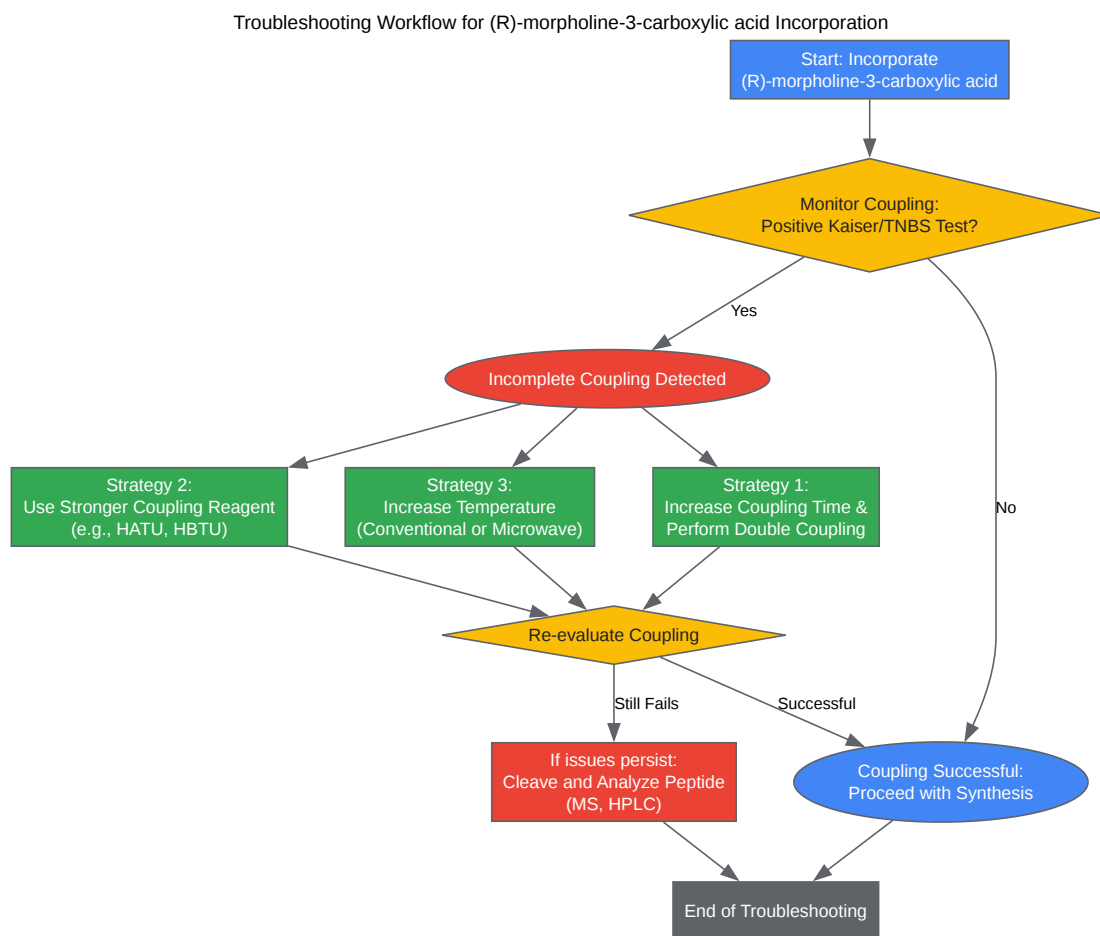 Troubleshooting Workflow for (R)-morpholine-3-carboxylic acid Incorporation
Start: Incorporate
(R)-morpholine-3-carboxylic acid
Monitor Coupling:
Positive Kaiser/TNBS Test?
Yes
Incomplete Coupling Detected
Strategy 2:
Use Stronger Coupling Reagent
(e.g., HATU, HBTU)
Strategy 3:
Increase Temperature
(Conventional or Microwave)
Strategy 1:
Increase Coupling Time &
Perform Double Coupling
No
Re-evaluate Coupling
Still Fails
Successful
If issues persist:
Cleave and Analyze Peptide
(MS, HPLC)
Coupling Successful:
Proceed with Synthesis
End of Troubleshooting